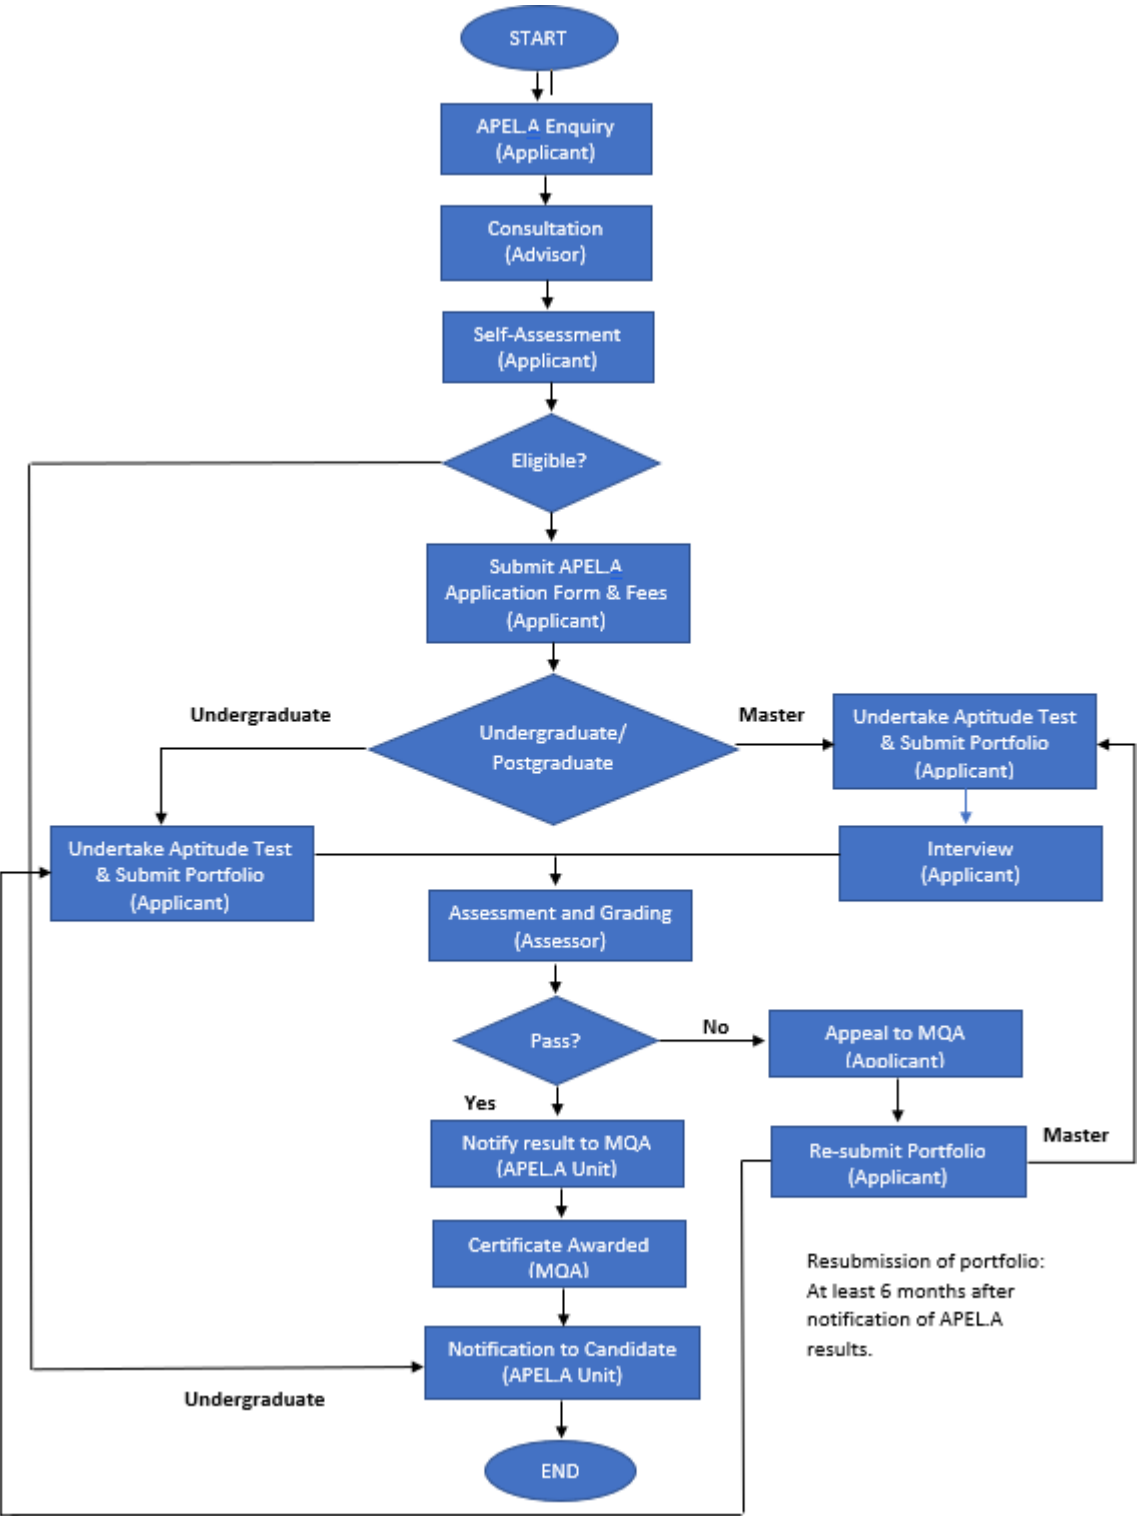 START
APEL.A Enquiry
(Applicant)
Consultation
(Advisor)
Self-Assessment
(Applicant)
Eligible?
Submit APEL.A
Application Form & Fees
(Applicant)
Undergraduate
Undergraduate/
Postgraduate
Master
Undertake Aptitude Test
& Submit Portfolio
(Applicant)
Undertake Aptitude Test
& Submit Portfolio
(Applicant)
Interview
(Applicant)
Assessment and Grading
(Assessor)
Pass?
No
Appeal to MQA
(Applicant)
Yes
Notify result to MQA
(APEL.A Unit)
Re-submit Portfolio
(Applicant)
Master
Certificate Awarded
(MQA)
Resubmission of portfolio:
At least 6 months after
notification of APEL.A
results.
Notification to Candidate
(APEL.A Unit)
Undergraduate
END